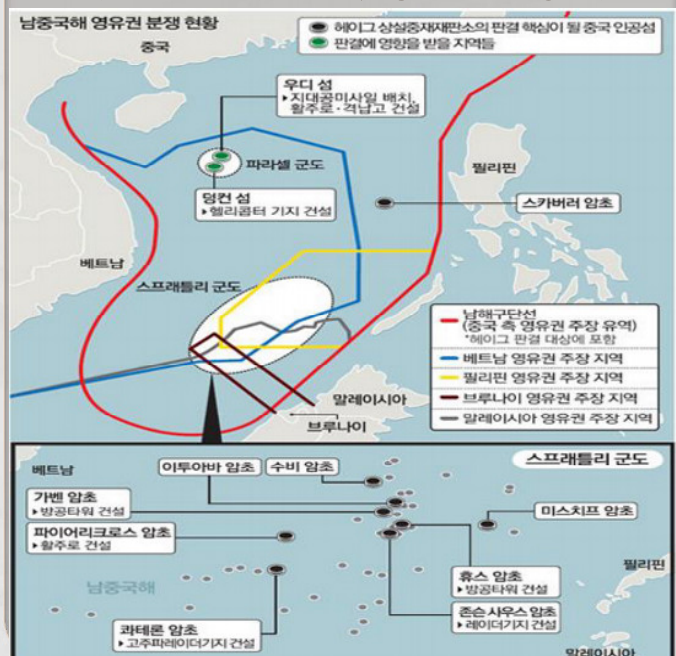 남중국해 영유권 분쟁 현황
헤이그 상설중재재판소의 판결 핵심이 될 중국 인공섬
판결에 영향을 받을 지역들
중국
우디 섬
▸지대공미사일 배치,
활주로·격납고 건설
파라셀 군도
필리핀
덩컨 섬
▸헬리콥터 기지 건설
스카버러 암초
베트남
스프래틀리 군도
남해구단선
(중국 측 영유권 주장 유역)
*헤이그 판결 대상에 포함
베트남 영유권 주장 지역
필리핀 영유권 주장 지역
브루나이 영유권 주장 지역
말레이시아 영유권 주장 지역
말레이시아
브루나이
스프래틀리 군도
베트남
이투아바 암초
수비 암초
가벤 암초
▸방공타워 건설
미스치프 암초
파이어리크로스 암초
▸활주로 건설
필리핀
남중국해
휴스 암초
▸방공타워 건설
콰테론 암초
▸고주파레이더기지 건설
존슨 사우스 암초
▸레이더기지 건설
말레이시아